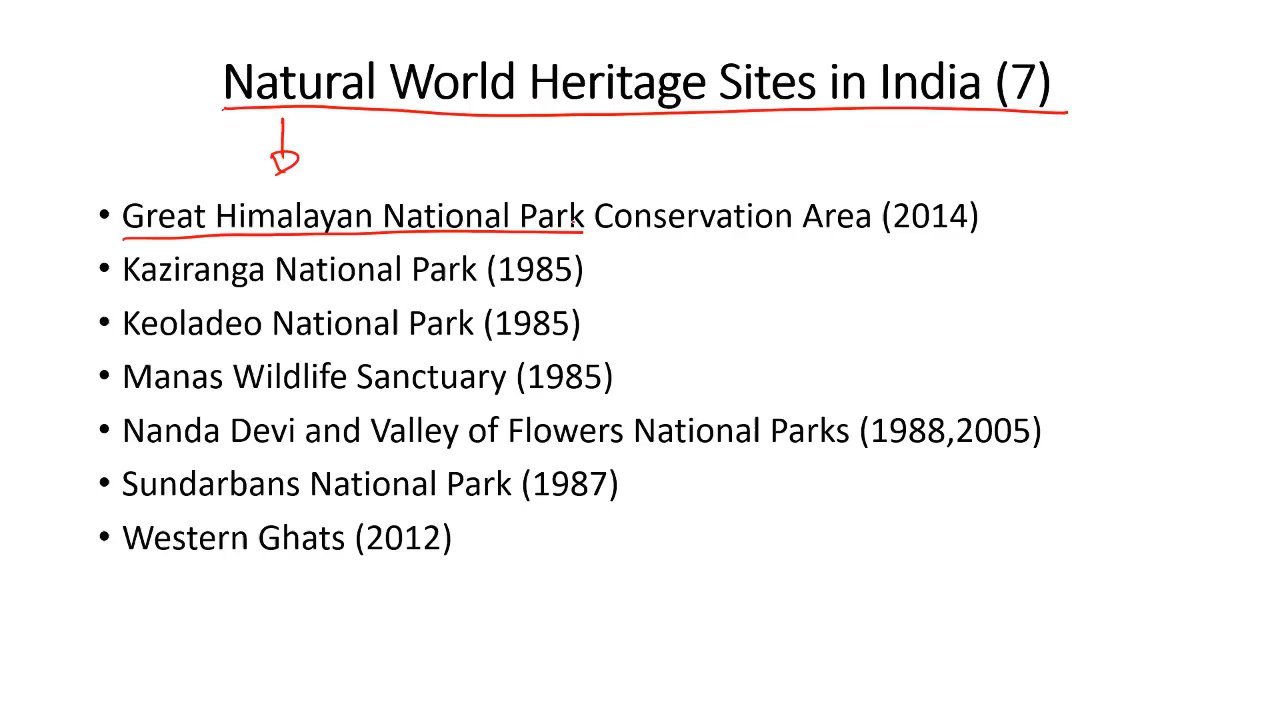 Natural World Heritage Sites in India (7)
• Great Himalayan National Park Conservation Area (2014)
• Kaziranga National Park (1985)
• Keoladeo National Park (1985)
• Manas Wildlife Sanctuary (1985)
• Nanda Devi and Valley of Flowers National Parks (1988,2005)
• Sundarbans National Park (1987)
• Western Ghats (2012)